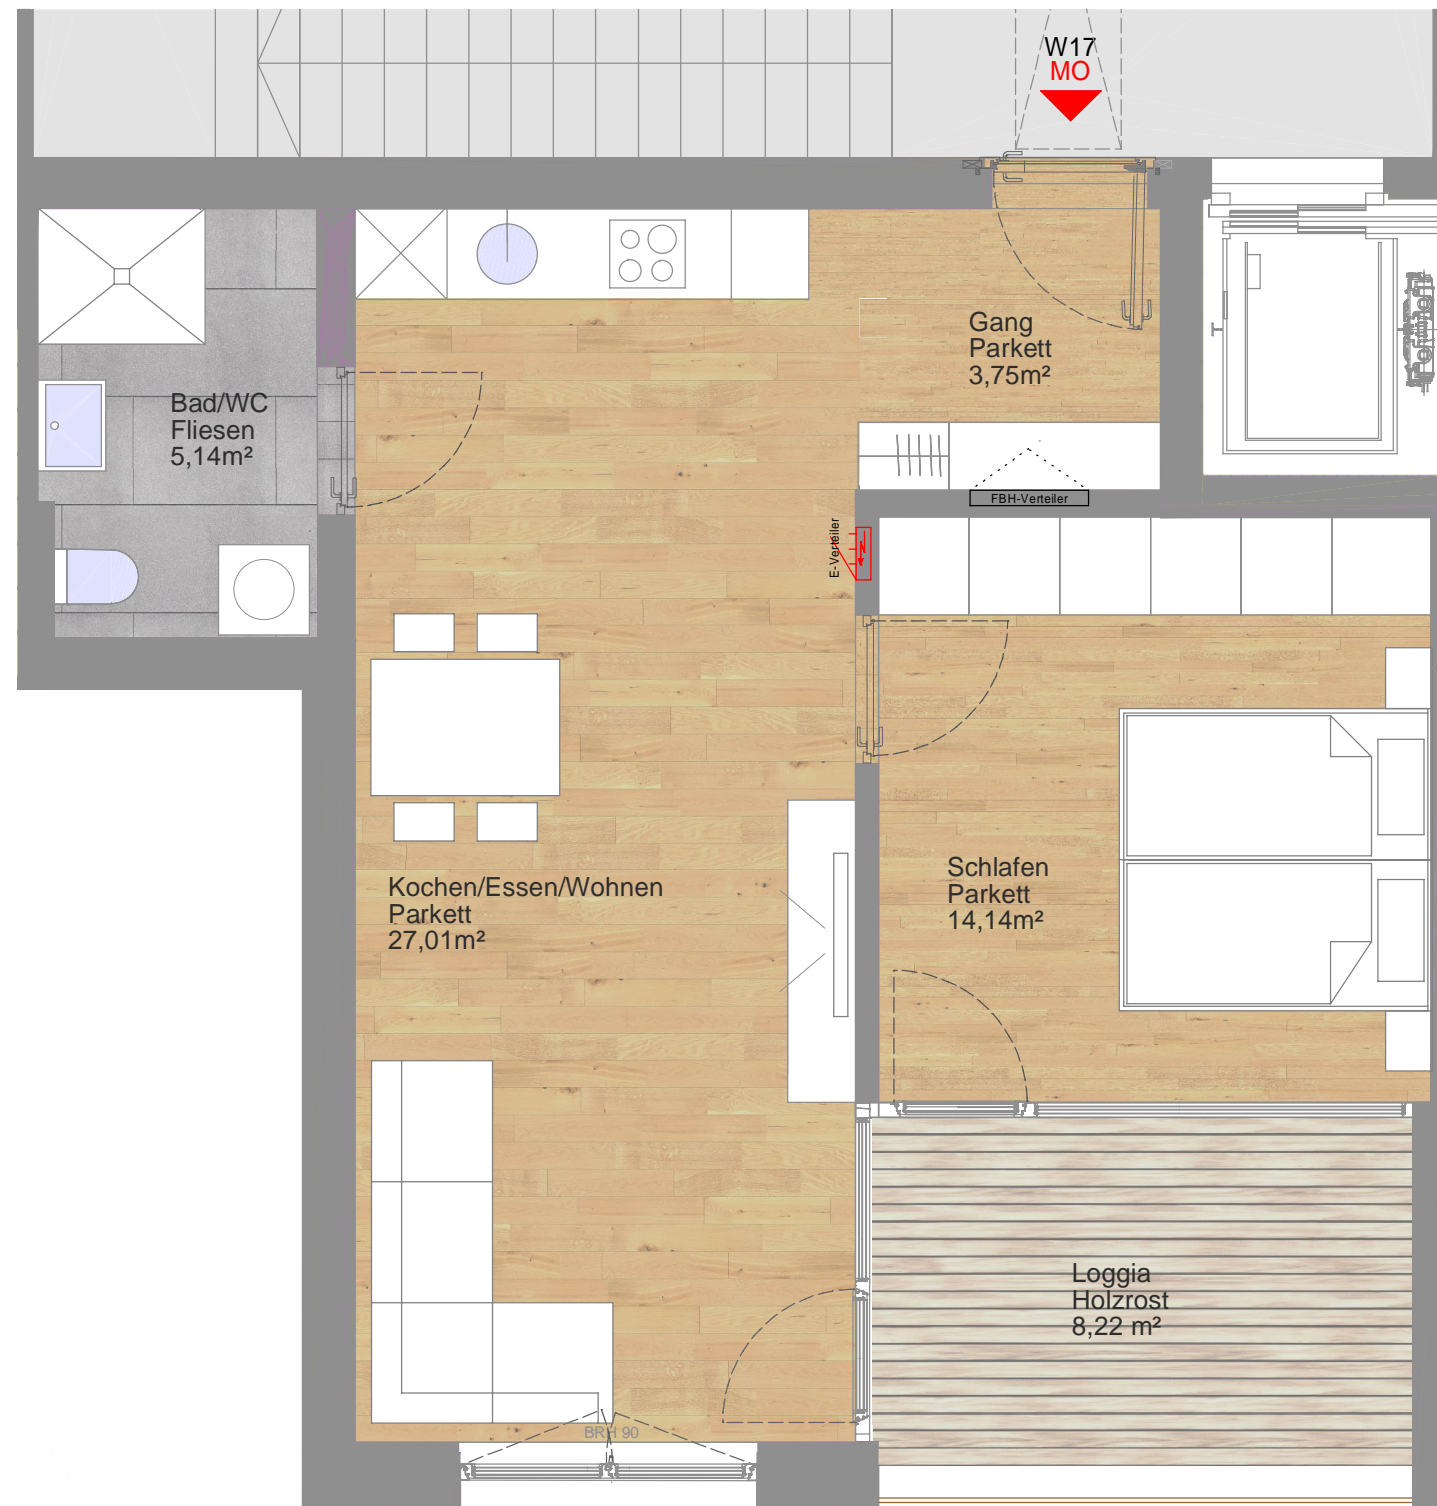 W17
MO
Gang
Parkett
3,75m²
Bad/WC
Fliesen
5,14m²
FBH-Verteiler
E-Verteiler
Kochen/Essen/Wohnen
Parkett
27,01m²
Schlafen
Parkett
14,14m²
Loggia
Holzrost
8,22 m²
BRH 90